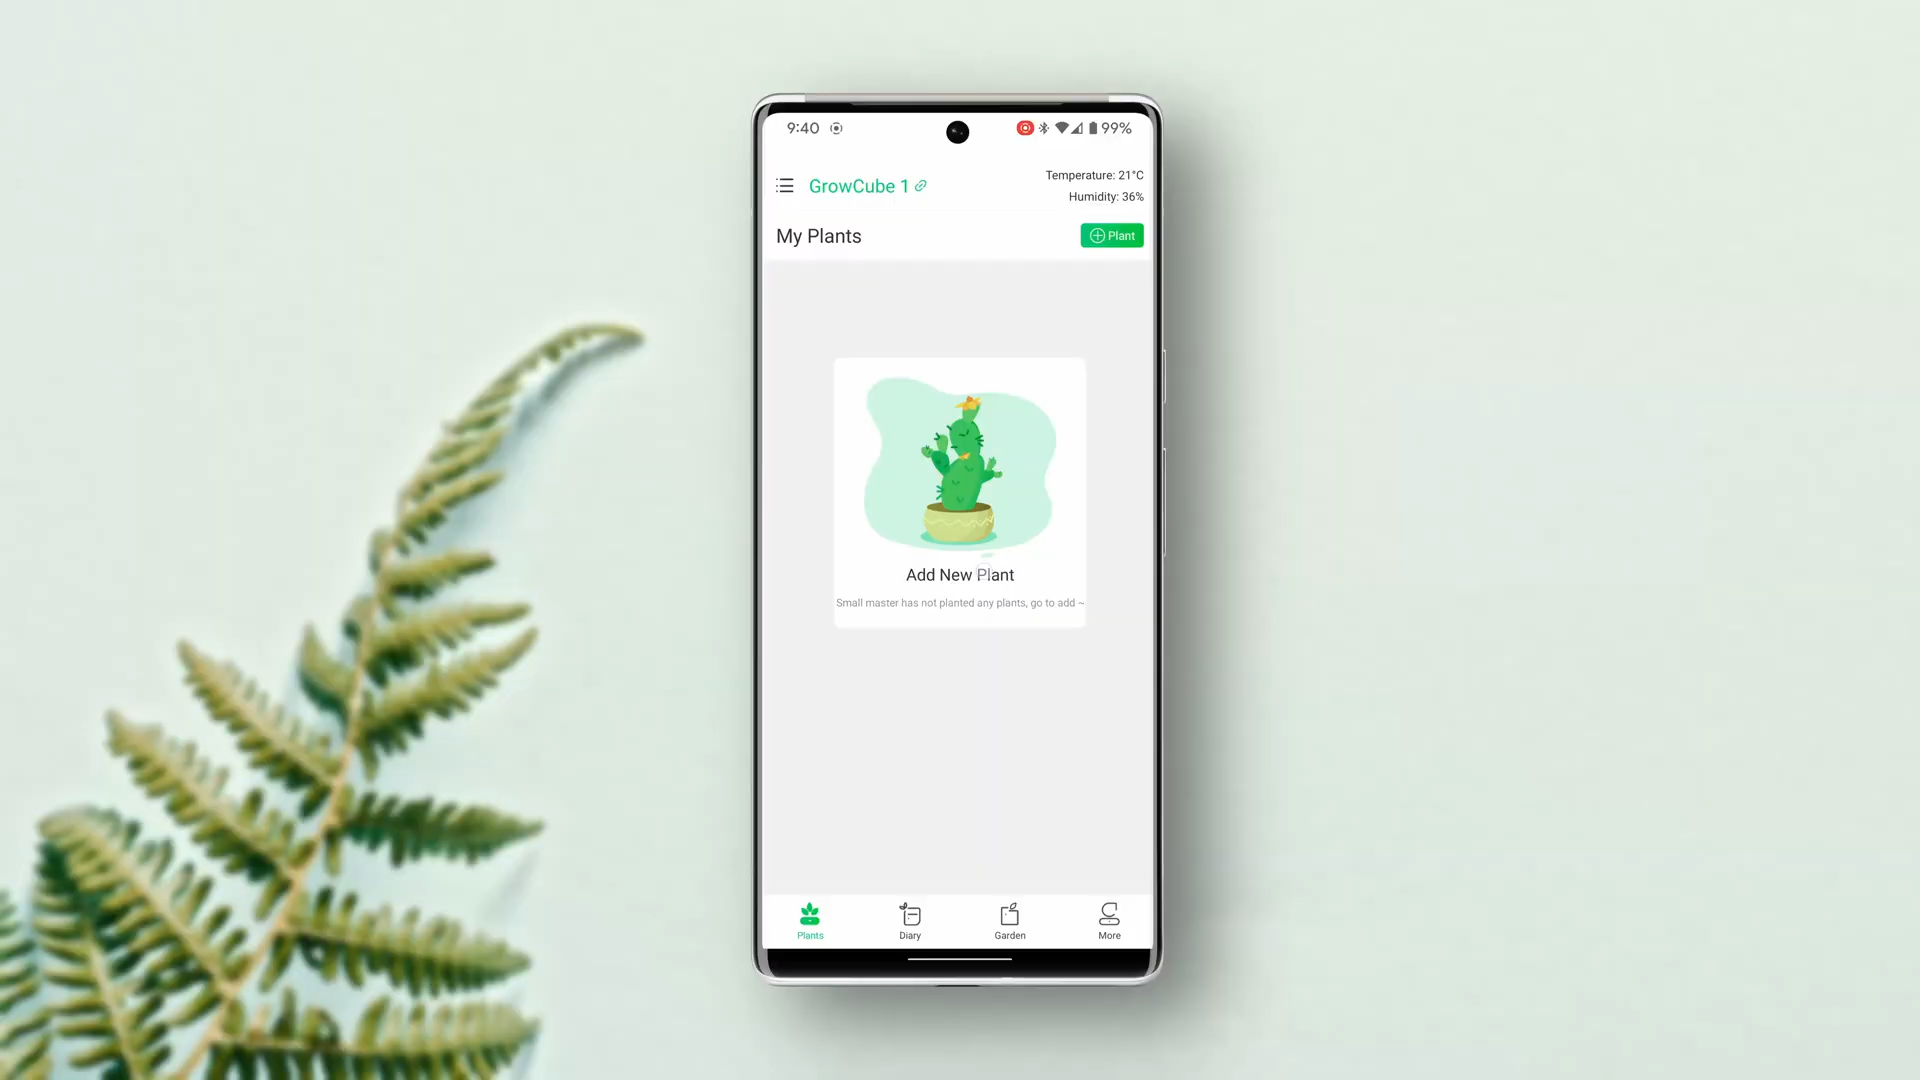 9:40
99%
GrowCube 1
Temperature: 21°C
Humidity: 36%
My Plants
Plant
Add New Plant
Small master has not planted any plants, go to add ~
Plants
Diary
Garden
More